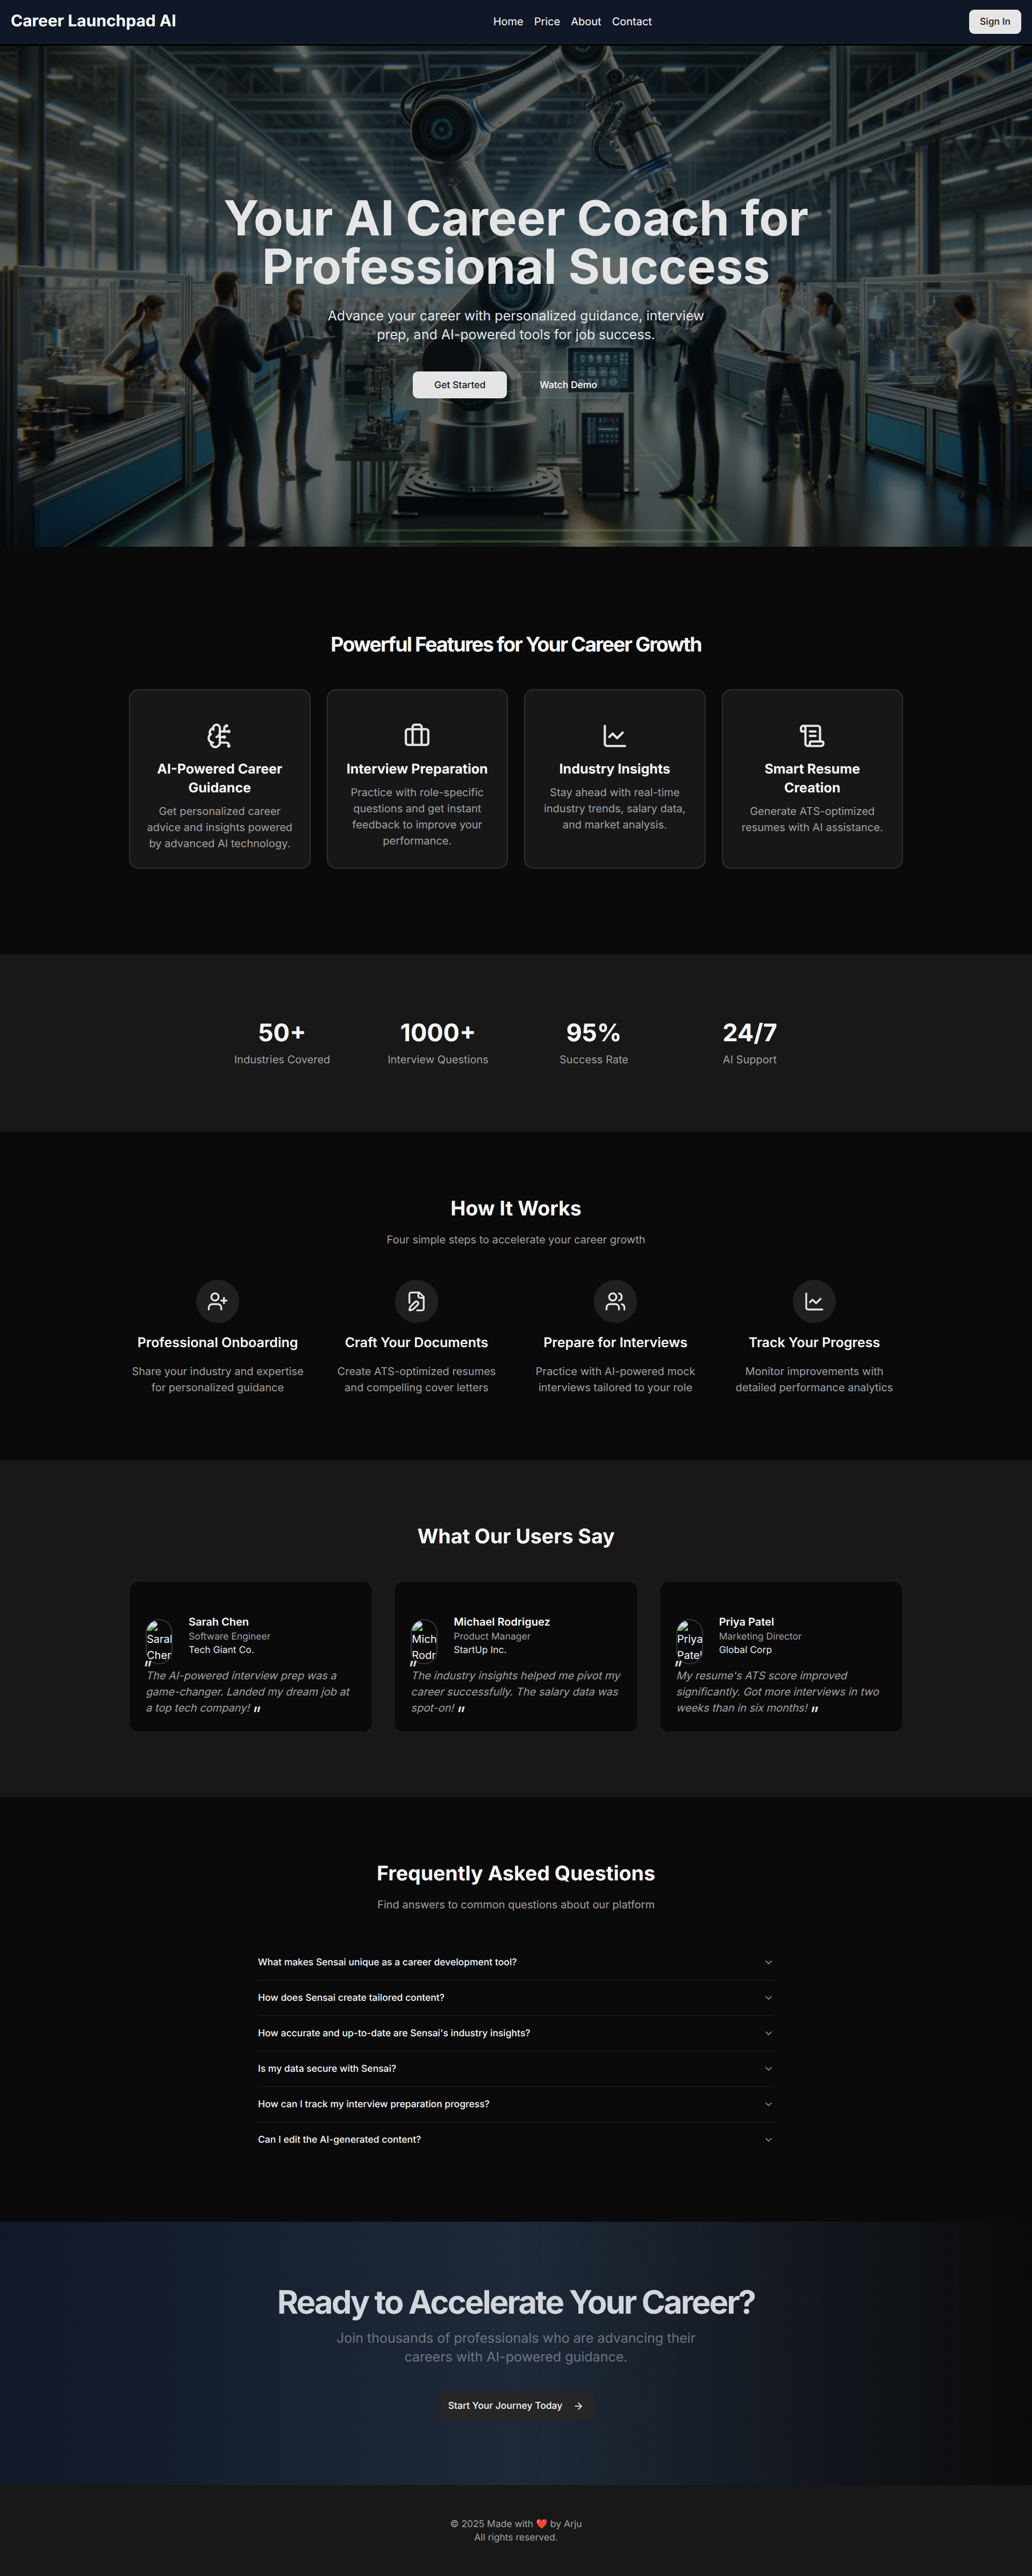 Career Launchpad AI
Home Price About Contact
Sign In
Your AI Career Coach for
Professional Success
Advance your career with personalized guidance, interview
prep, and AI-powered tools for job success.
Get Started
Watch Demo
Powerful Features for Your Career Growth
AI-Powered Career
Guidance
Get personalized career
advice and insights powered
by advanced AI technology.
Interview Preparation
Practice with role-specific
questions and get instant
feedback to improve your
performance.
Industry Insights
Stay ahead with real-time
industry trends, salary data,
and market analysis.
Smart Resume
Creation
Generate ATS-optimized
resumes with AI assistance.
50+
Industries Covered
1000+
Interview Questions
95%
Success Rate
24/7
AI Support
How It Works
Four simple steps to accelerate your career growth
Professional Onboarding
Share your industry and expertise
for personalized guidance
Craft Your Documents
Create ATS-optimized resumes
and compelling cover letters
Prepare for Interviews
Practice with AI-powered mock
interviews tailored to your role
Track Your Progress
Monitor improvements with
detailed performance analytics
What Our Users Say
Sarah
Chen
Sarah Chen
Software Engineer
Tech Giant Co.
"
The AI-powered interview prep was a
game-changer. Landed my dream job at
a top tech company! "
Mich
Rodr
Michael Rodriguez
Product Manager
StartUp Inc.
"
The industry insights helped me pivot my
career successfully. The salary data was
spot-on! "
Priya
Patel
Priya Patel
Marketing Director
Global Corp
"
My resume's ATS score improved
significantly. Got more interviews in two
weeks than in six months! "
Frequently Asked Questions
Find answers to common questions about our platform
What makes Sensai unique as a career development tool?
How does Sensai create tailored content?
How accurate and up-to-date are Sensai's industry insights?
Is my data secure with Sensai?
How can I track my interview preparation progress?
Can I edit the AI-generated content?
Ready to Accelerate Your Career?
Join thousands of professionals who are advancing their
careers with AI-powered guidance.
Start Your Journey Today →
© 2025 Made with ❤️ by Arju
All rights reserved.